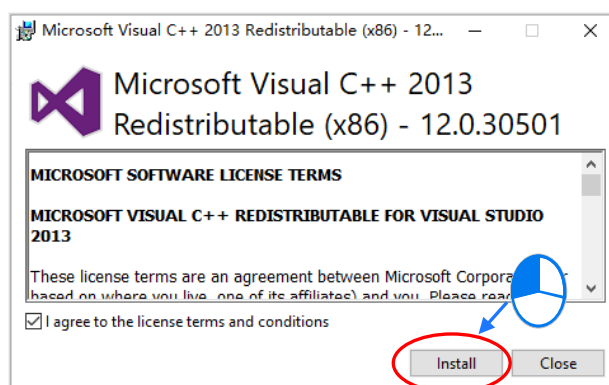 Microsoft Visual C++ 2013 Redistributable (x86) - 12...
Microsoft Visual C++ 2013
Redistributable (x86) - 12.0.30501
MICROSOFT SOFTWARE LICENSE TERMS
MICROSOFT VISUAL C++ REDISTRIBUTABLE FOR VISUAL STUDIO
2013
These license terms are an agreement between Microsoft
based on where you live, one of its affiliates) and you. Please
I agree to the license terms and conditions
Install
Close